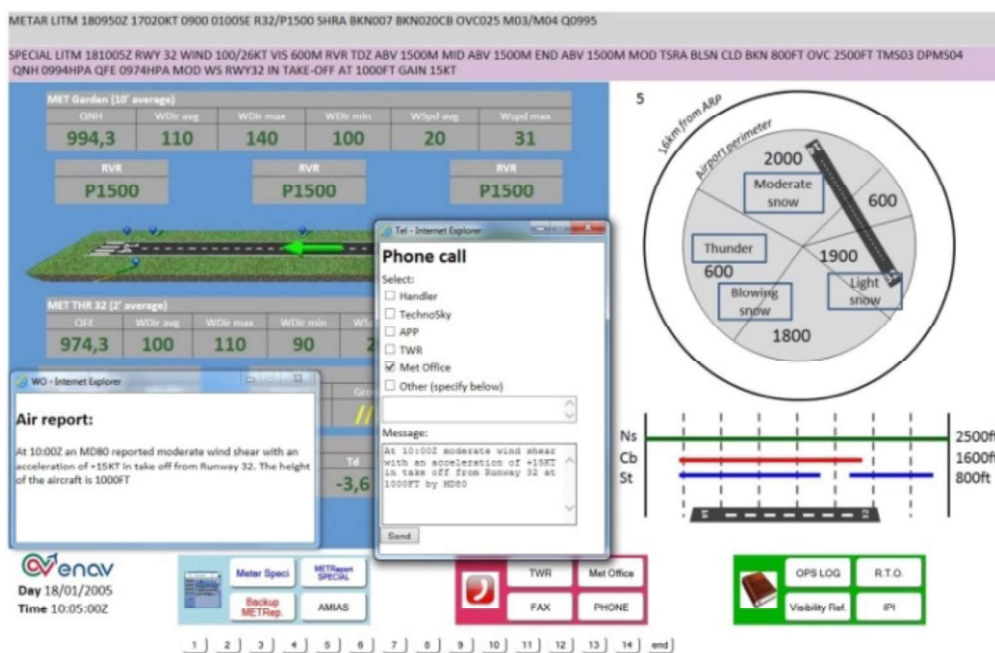 METAR LITM 180950Z 17020KT 0900 0100SE R32/P1500 SHRA BKN007 BKN020CB OVC025 M03/M04 Q0995
SPECIAL LITM 181005Z RWY 32 WIND 100/26KT VIS 600M RVR TDZ ABV 1500M MID ABV 1500M END ABV 1500M MOD TSRA BLSN CLD BKN 800FT OVC 2500FT TMS03 DPMS04
QNH 0994HPA QFE 0974HPA MOD WS RWY32 IN TAKE-OFF AT 1000FT GAIN 15KT
MET Garden (10' average)
QNH WDir avg WDir max WDir min WSpd avg Wspd max
994,3 110 140 100 20 31
RVR RVR RVR
P1500 P1500 P1500
MET THR 32 (2' average)
QFE WDir avg WDir max WDir min
974,3 100 110 90 2
Td
-3,6
WO - Internet Explorer
Air report:
At 10:00Z an MD80 reported moderate wind shear with an
acceleration of +15KT in take off from Runway 32. The height
of the aircraft is 1000FT
Tel - Internet Explorer
Phone call
Select:
Handler
TechnoSky
APP
TWR
Met Office
Other (specify below)
Message:
At 10:00Z moderate wind shear
with an acceleration of +15KT
in take off from Runway 32 at
1000FT by MD80
Send
5
16km from ARP
Airport perimeter
2000
14
Moderate
snow
600
Thunder
600
1900
Light
snow
32
Blowing
snow
1800
Ns 2500ft
Cb 1600ft
St 800ft
14 32
enav
Day 18/01/2005
Time 10:05:00Z
Metar Speci
METReport
SPECIAL
Backup
METRep.
AMIAS
TWR
Met Office
FAX
PHONE
OPS LOG
R.T.O.
Visibility Ref.
IPI
1 2 3 4 5 6 7 8 9 10 11 12 13 14 end